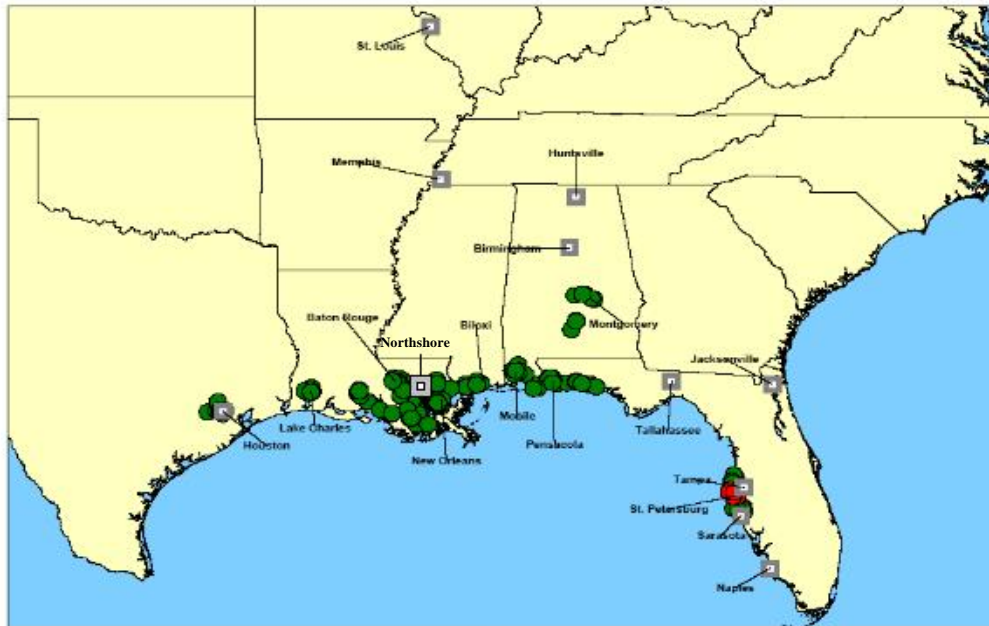 St. Louis
Memphis
Huntsville
Birmingham
Baton Rouge
Biloxi
Montgomery
Northshore
Jacksonville
Lake Charles
Mobile
Houston
New Orleans
Pensacola
Tallahassee
Tampa
St. Petersburg
Sarasota
Naples